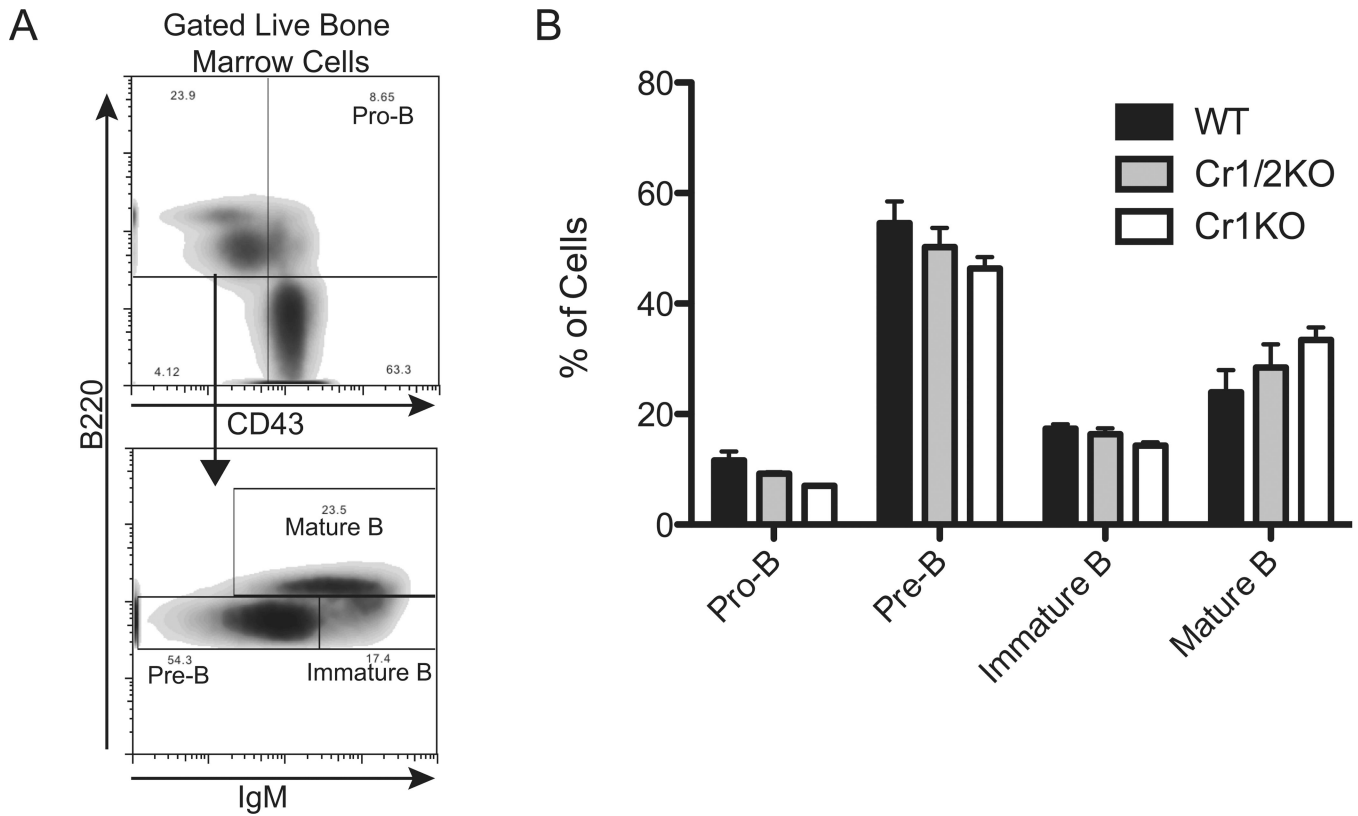 A
Gated Live Bone
Marrow Cells
23.9
8.65
Pro-B
4.12
63.3
B220
CD43
23.5
Mature B
54.3
Pre-B
17.4
Immature B
IgM
B
% of Cells
80
60
40
20
0
WT
Cr1/2KO
Cr1KO
Pro-B
Pre-B
Immature B
Mature B